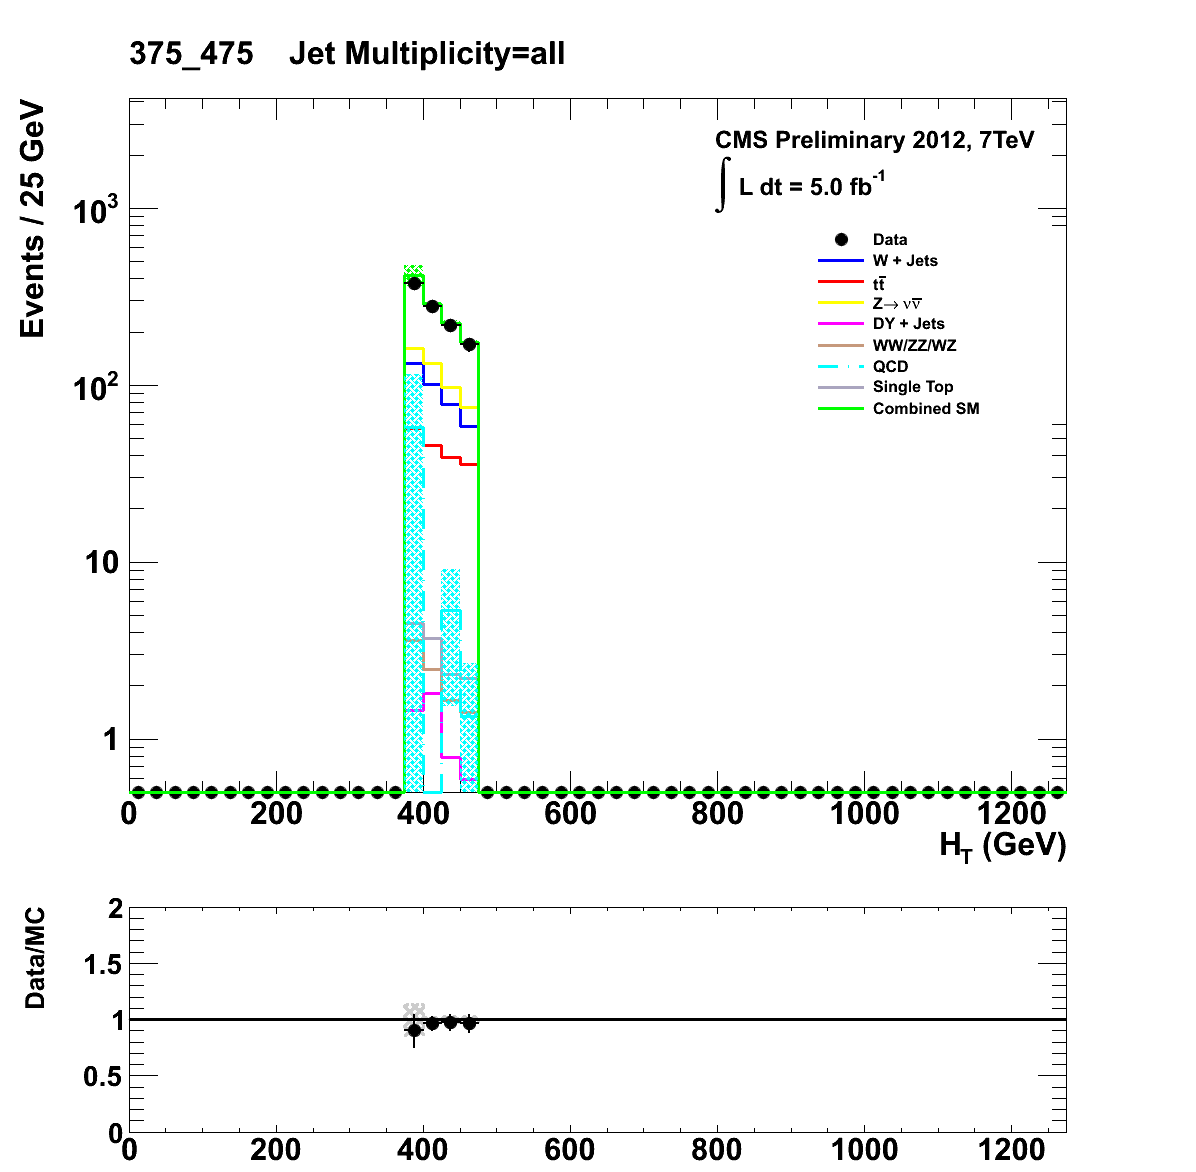 375_475 Jet Multiplicity=all
Events / 25 GeV
CMS Preliminary 2012, 7TeV
∫ L dt = 5.0 fb⁻¹
Data
W + Jets
tt̅
Z→ νν̅
DY + Jets
WW/ZZ/WZ
QCD
Single Top
Combined SM
10³
10²
10
1
0 200 400 600 800 1000 1200
H_T (GeV)
Data/MC
2
1.5
1
0.5
0
0 200 400 600 800 1000 1200